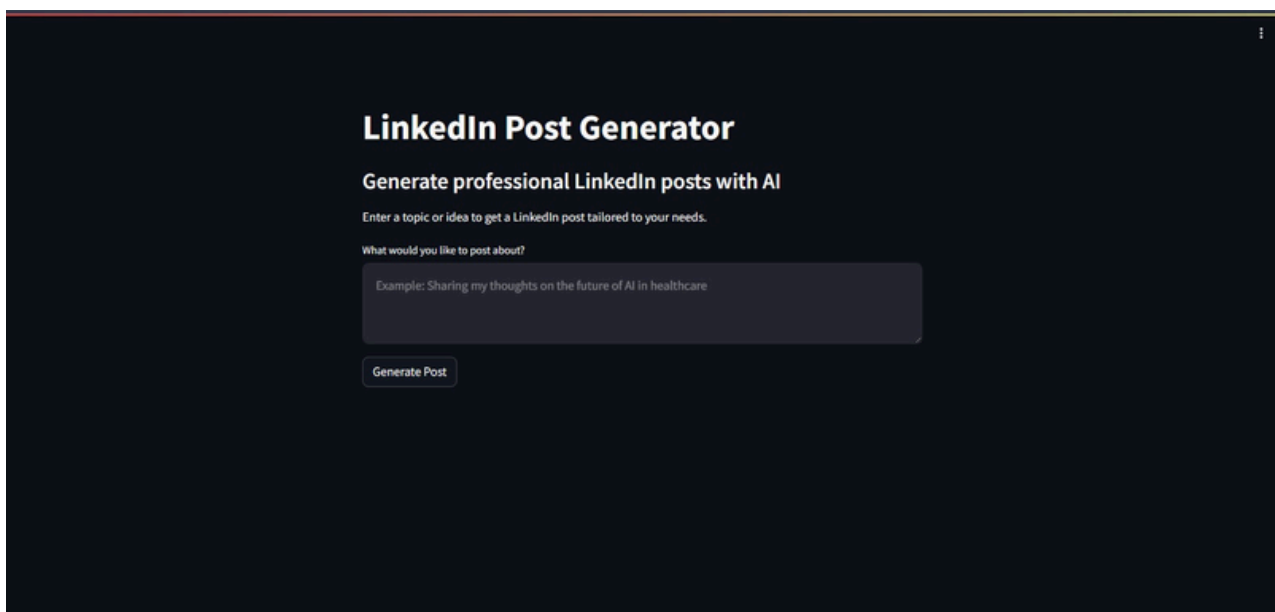 LinkedIn Post Generator
Generate professional LinkedIn posts with AI
Enter a topic or idea to get a LinkedIn post tailored to your needs.
What would you like to post about?
Example: Sharing my thoughts on the future of AI in healthcare
Generate Post